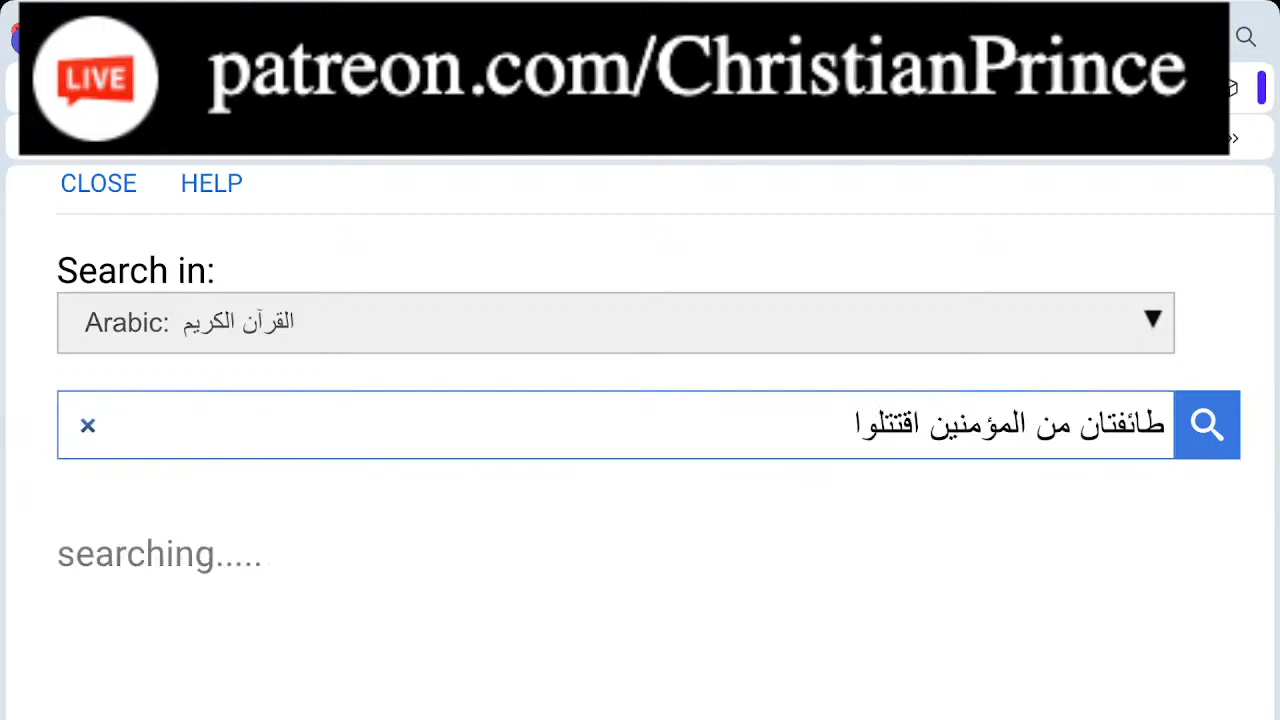 LIVE patreon.com/ChristianPrince
CLOSE HELP
Search in:
Arabic: القرآن الكريم
طائفتان من المؤمنين اقتتلوا
searching.....